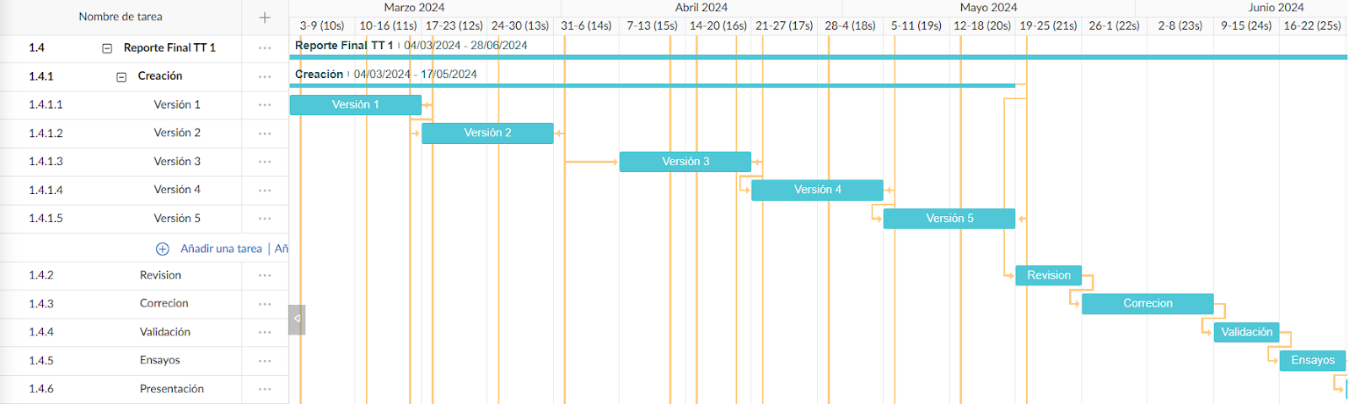 Nombre de tarea
Marzo 2024 Abril 2024 Mayo 2024 Junio 2024
3-9 (10s) 10-16 (11s) 17-23 (12s) 24-30 (13s) 31-6 (14s) 7-13 (15s) 14-20 (16s) 21-27 (17s) 28-4 (18s) 5-11 (19s) 12-18 (20s) 19-25 (21s) 26-1 (22s) 2-8 (23s) 9-15 (24s) 16-22 (25s)
1.4 Reporte Final TT 1 Reporte Final TT 1 04/03/2024 - 28/06/2024
1.4.1 Creación Creación 04/03/2024 - 17/05/2024
1.4.1.1 Versión 1 Versión 1
1.4.1.2 Versión 2 Versión 2
1.4.1.3 Versión 3 Versión 3
1.4.1.4 Versión 4 Versión 4
1.4.1.5 Versión 5 Versión 5
Añadir una tarea | Añ
1.4.2 Revision Revision
1.4.3 Correcion Correcion
1.4.4 Validación Validación
1.4.5 Ensayos Ensayos
1.4.6 Presentación